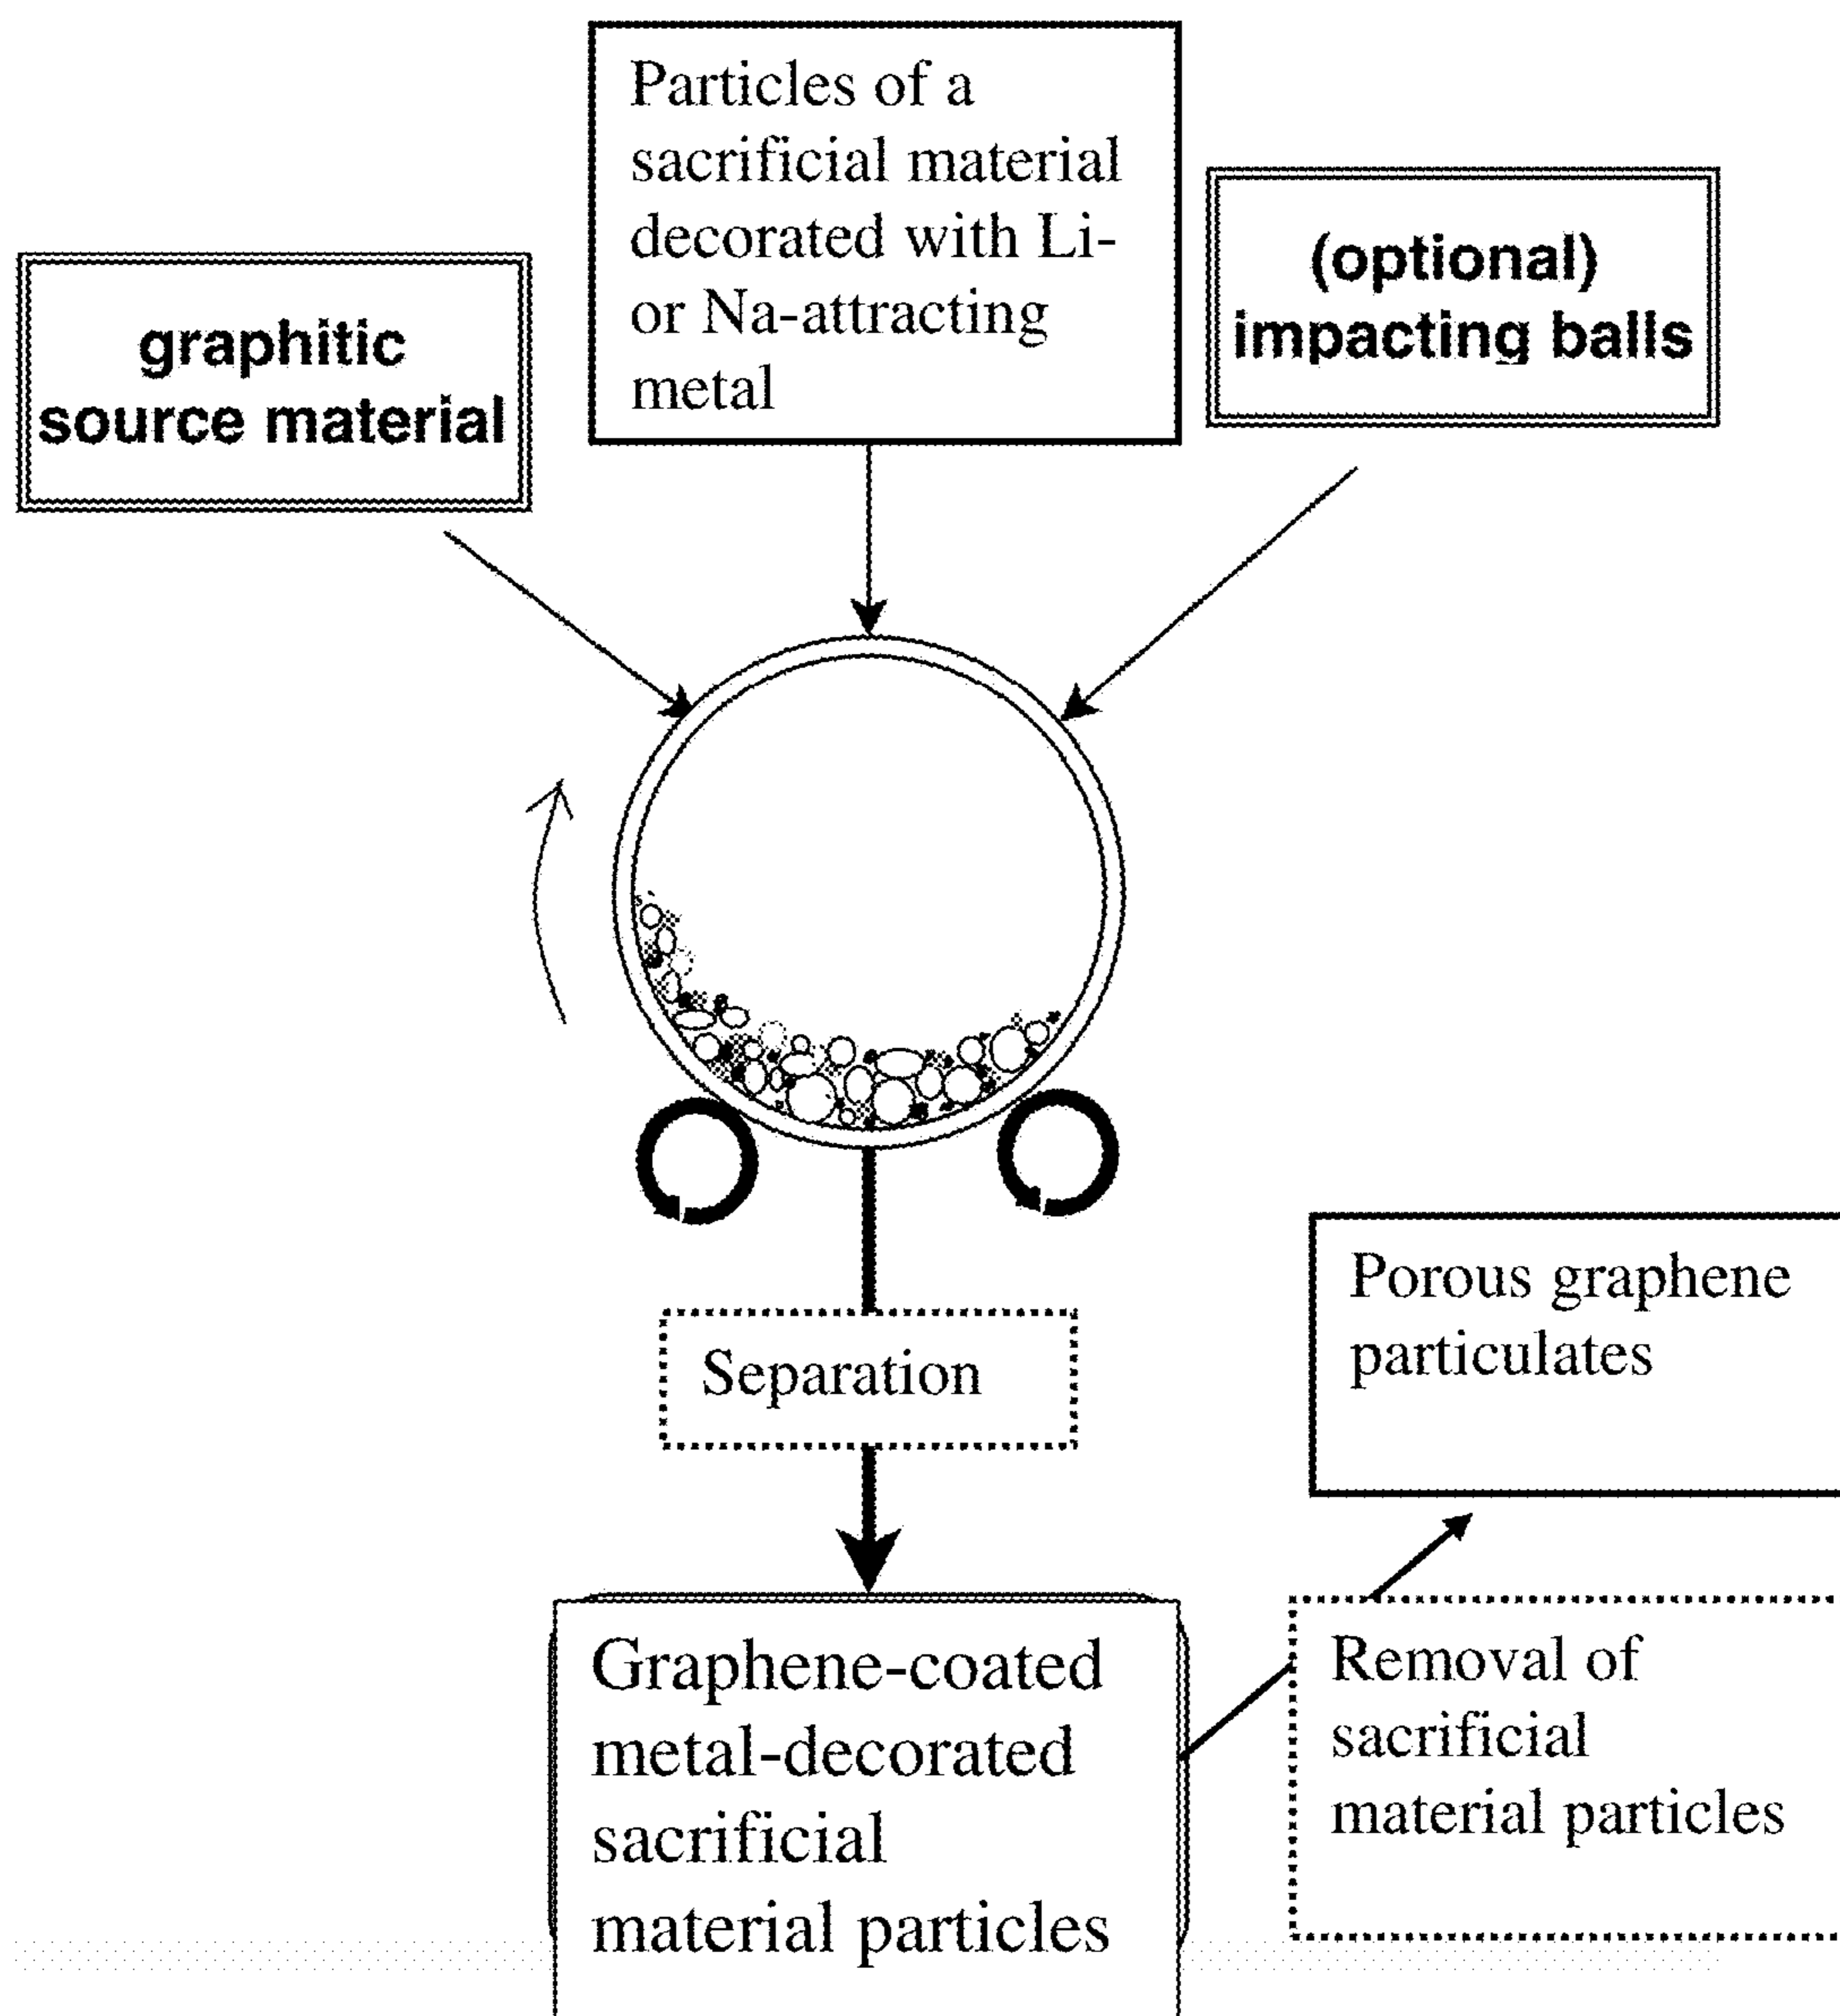 Particles of a
sacrificial material
decorated with Li-
or Na-attracting
metal
graphitic
source material
(optional)
impacting balls
Separation
Porous graphene
particulates
Graphene-coated
metal-decorated
sacrificial
material particles
Removal of
sacrificial
material particles